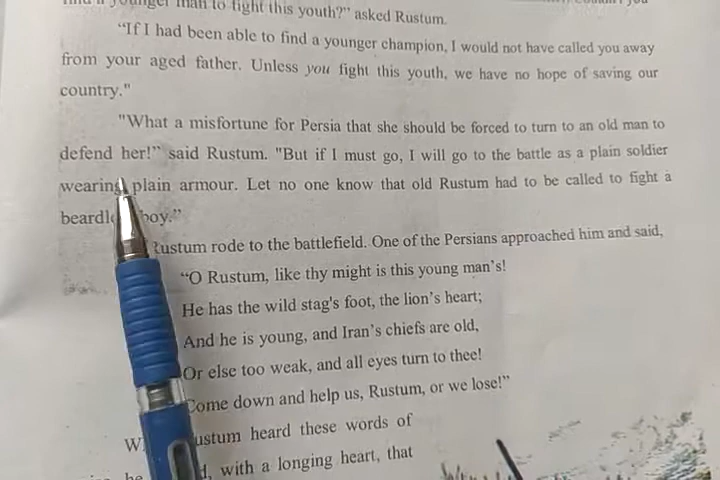 man to fight this youth?” asked Rustum.
“If I had been able to find a younger champion, I would not have called you away
from your aged father. Unless you fight this youth, we have no hope of saving our
country."
"What a misfortune for Persia that she should be forced to turn to an old man to
defend her!” said Rustum. "But if I must go, I will go to the battle as a plain soldier
wearing plain armour. Let no one know that old Rustum had to be called to fight a
boy.”
Rustum rode to the battlefield. One of the Persians approached him and said,
“O Rustum, like thy might is this young man’s!
He has the wild stag's foot, the lion’s heart;
And he is young, and Iran’s chiefs are old,
Or else too weak, and all eyes turn to thee!
Come down and help us, Rustum, or we lose!”
Rustum heard these words of
he with a longing heart, that